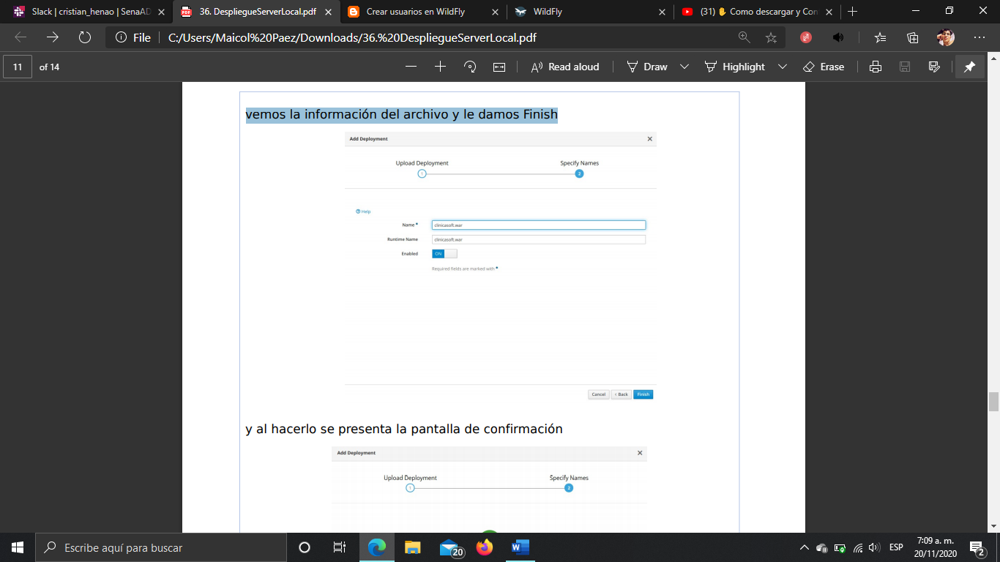 Slack | cristian_henao | SenaAD
36. DespliegueServerLocal.pdf
Crear usuarios en WildFly
WildFly
(31) ✋ Como descargar y Con
File
C:/Users/Maicol%20Paez/Downloads/36.%20DespliegueServerLocal.pdf
11 of 14
Read aloud
Draw
Highlight
Erase
vemos la información del archivo y le damos Finish
Add Deployment
Upload Deployment
Specify Names
1
2
Help
Name *
clinicasoft.war
Runtime Name
clinicasoft.war
Enabled
ON
Required fields are marked with *
Cancel
‹ Back
Finish
y al hacerlo se presenta la pantalla de confirmación
Add Deployment
Upload Deployment
Specify Names
1
2
Escribe aquí para buscar
20
ESP
7:09 a. m.
20/11/2020
2